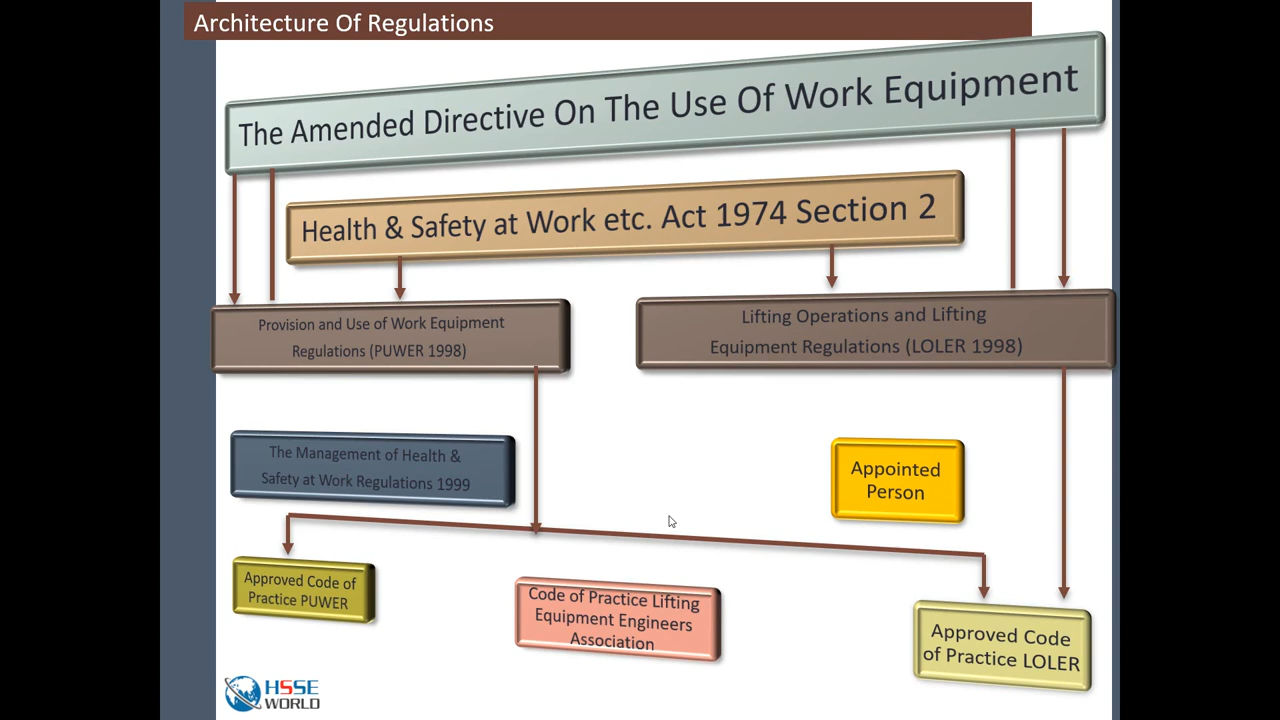 Architecture Of Regulations
The Amended Directive On The Use Of Work Equipment
Health & Safety at Work etc. Act 1974 Section 2
Provision and Use of Work Equipment
Regulations (PUWER 1998)
Lifting Operations and Lifting
Equipment Regulations (LOLER 1998)
The Management of Health &
Safety at Work Regulations 1999
Appointed
Person
Approved Code of
Practice PUWER
Code of Practice Lifting
Equipment Engineers
Association
Approved Code
of Practice LOLER
HSSE
WORLD